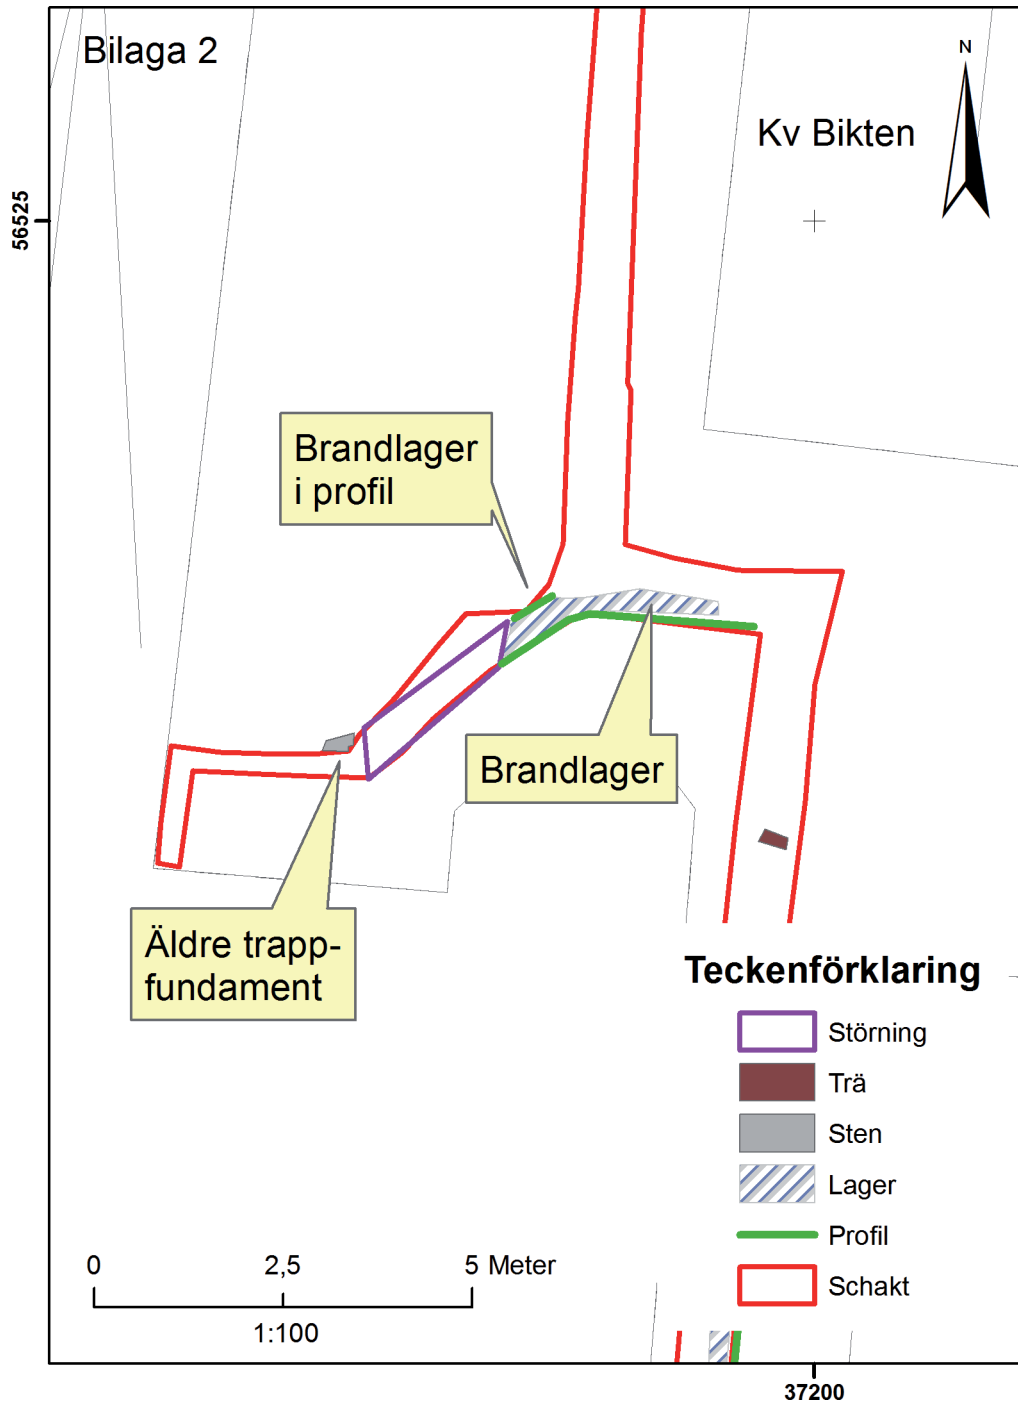 Bilaga 2
N
Kv Bikten
56525
Brandlager
i profil
Brandlager
Äldre trapp-
fundament
Teckenförklaring
Störning
Trä
Sten
Lager
Profil
Schakt
0 2,5 5 Meter
1:100
37200